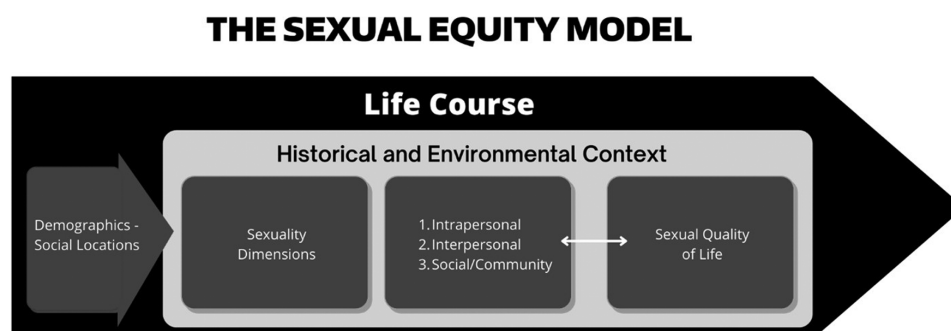 THE SEXUAL EQUITY MODEL
Life Course
Historical and Environmental Context
Demographics -
Social Locations
Sexuality
Dimensions
1. Intrapersonal
2. Interpersonal
3. Social/Community
Sexual Quality
of Life